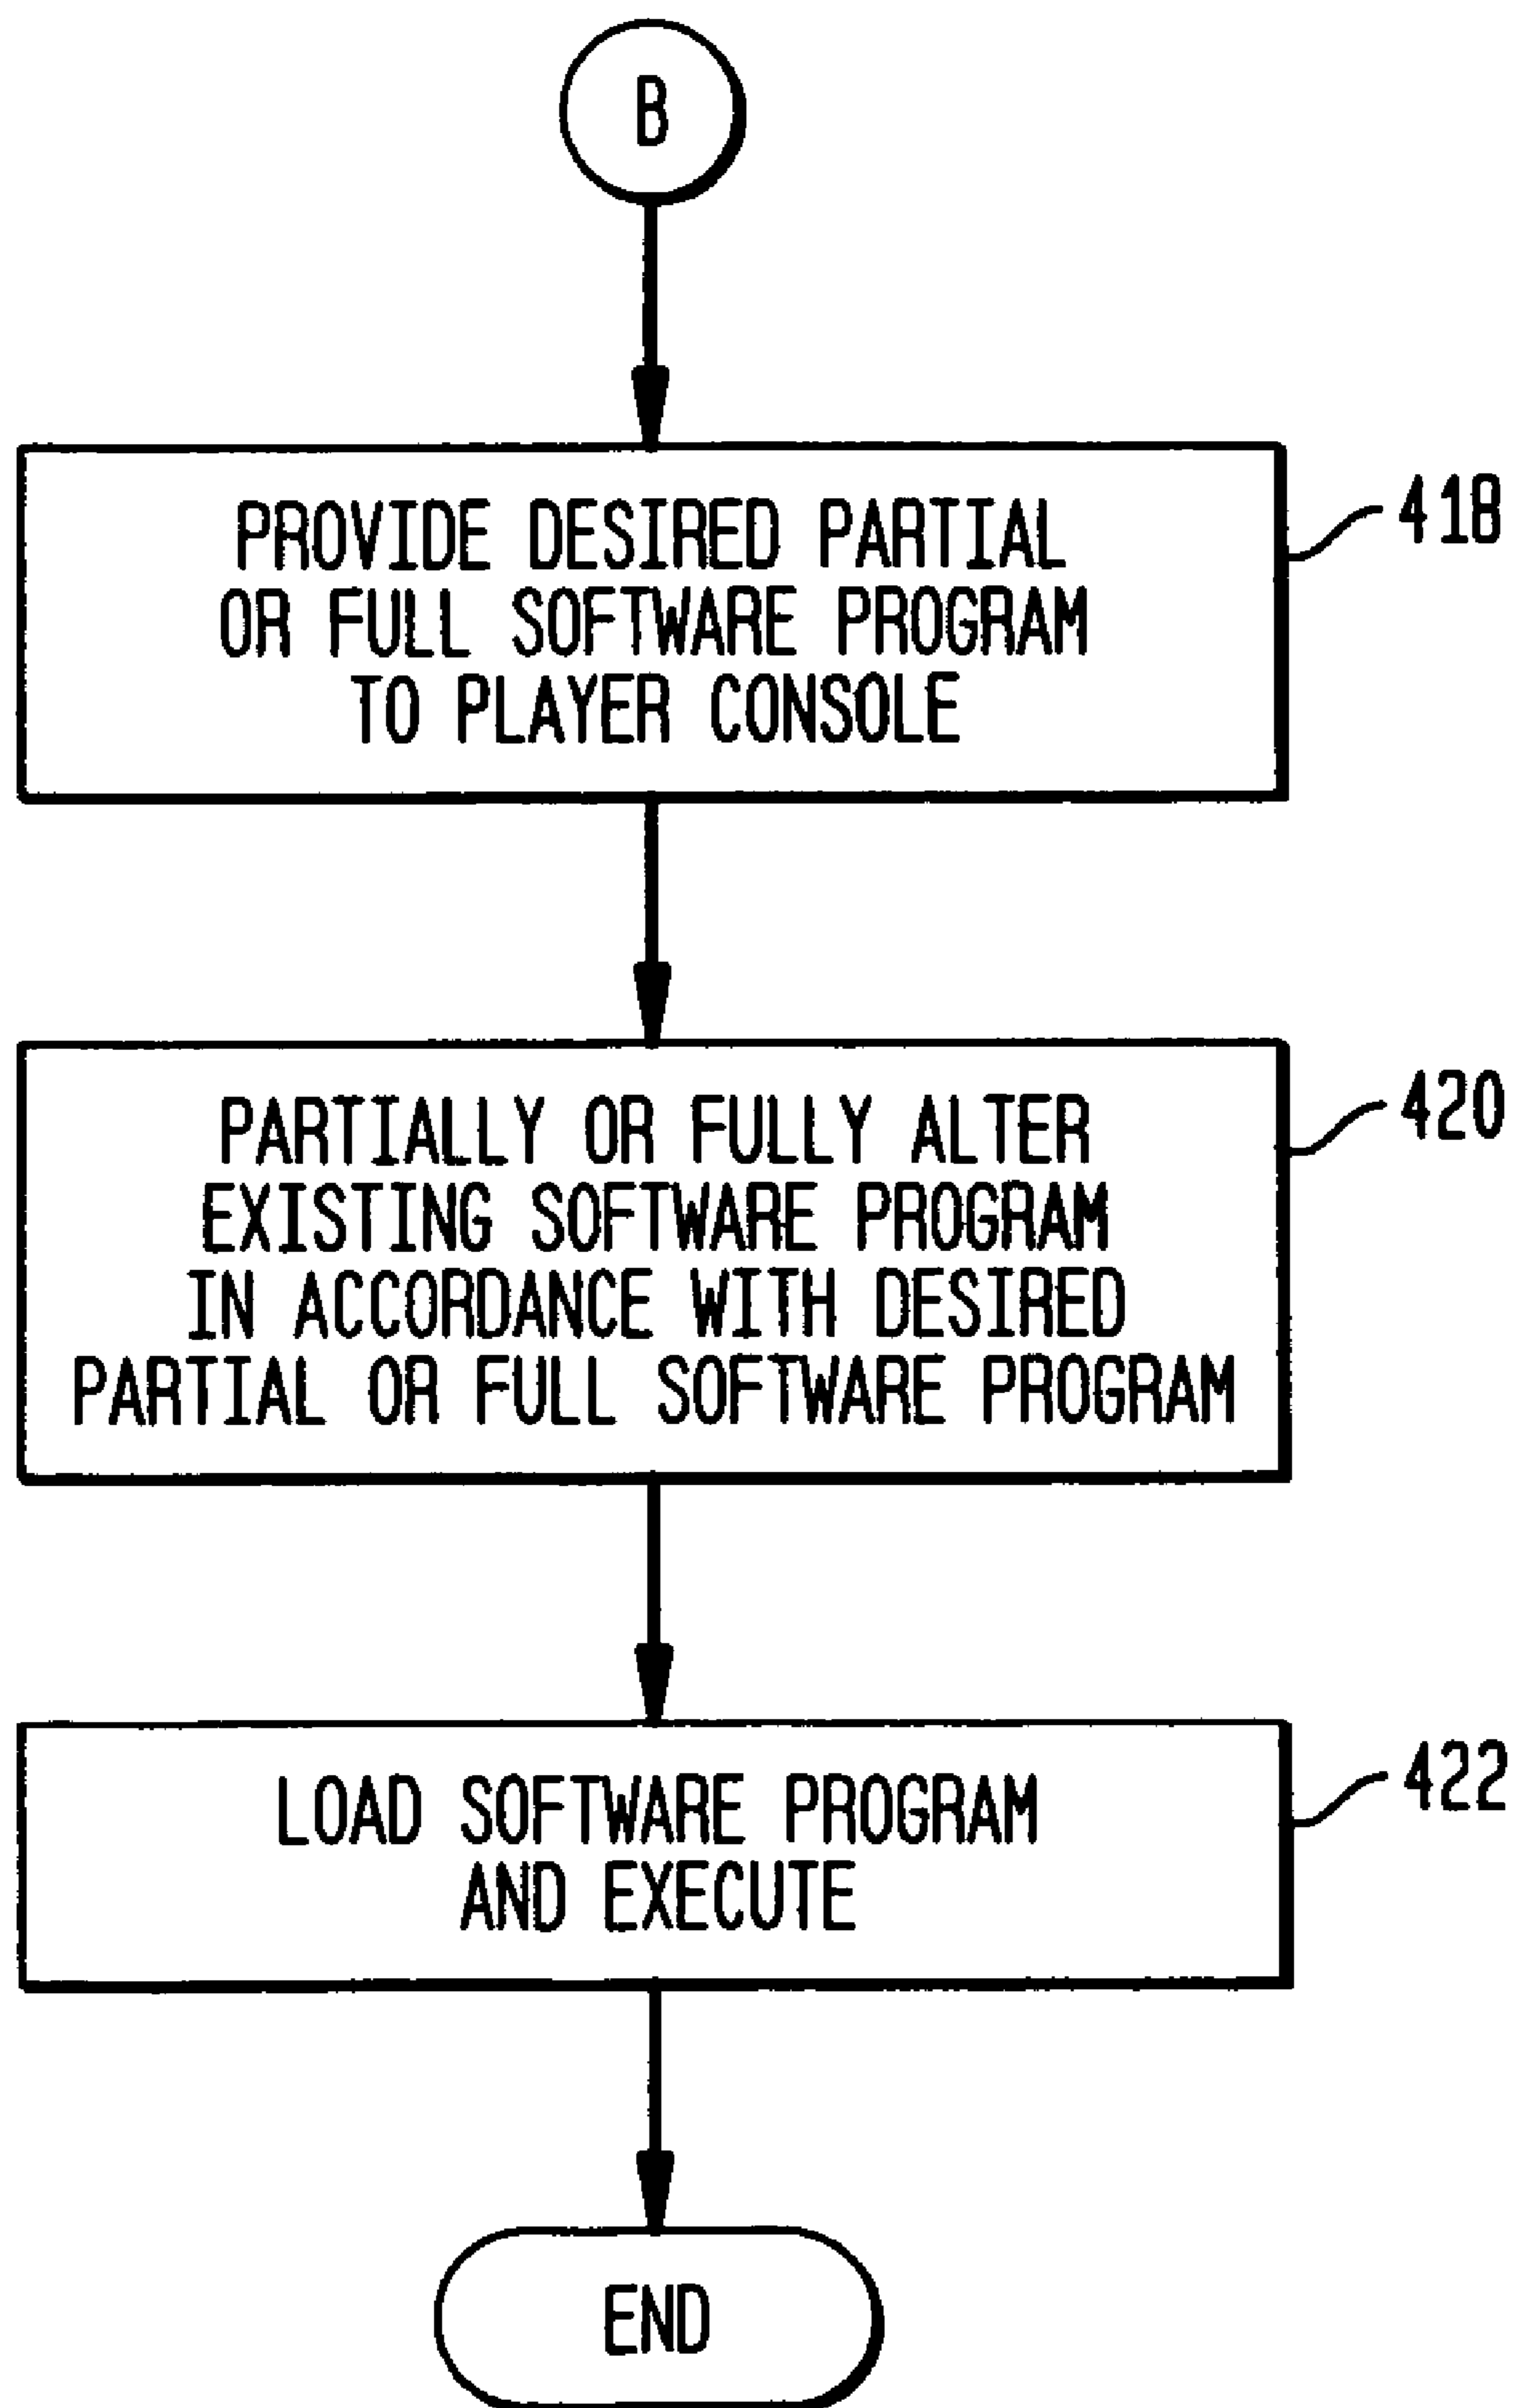 B
PROVIDE DESIRED PARTIAL
OR FULL SOFTWARE PROGRAM
TO PLAYER CONSOLE
418
PARTIALLY OR FULLY ALTER
EXISTING SOFTWARE PROGRAM
IN ACCORDANCE WITH DESIRED
PARTIAL OR FULL SOFTWARE PROGRAM
420
LOAD SOFTWARE PROGRAM
AND EXECUTE
422
END